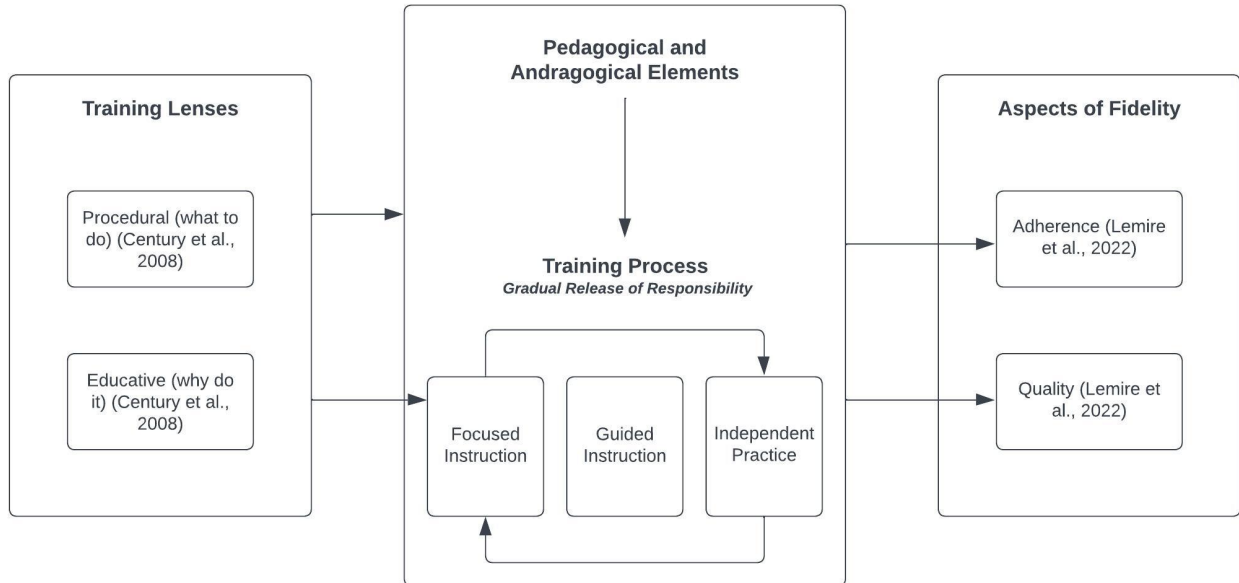 Training Lenses
Procedural (what to
do) (Century et al.,
2008)
Educative (why do
it) (Century et al.,
2008)
Pedagogical and
Andragogical Elements
Training Process
Gradual Release of Responsibility
Focused
Instruction
Guided
Instruction
Independent
Practice
Aspects of Fidelity
Adherence (Lemire
et al., 2022)
Quality (Lemire et
al., 2022)